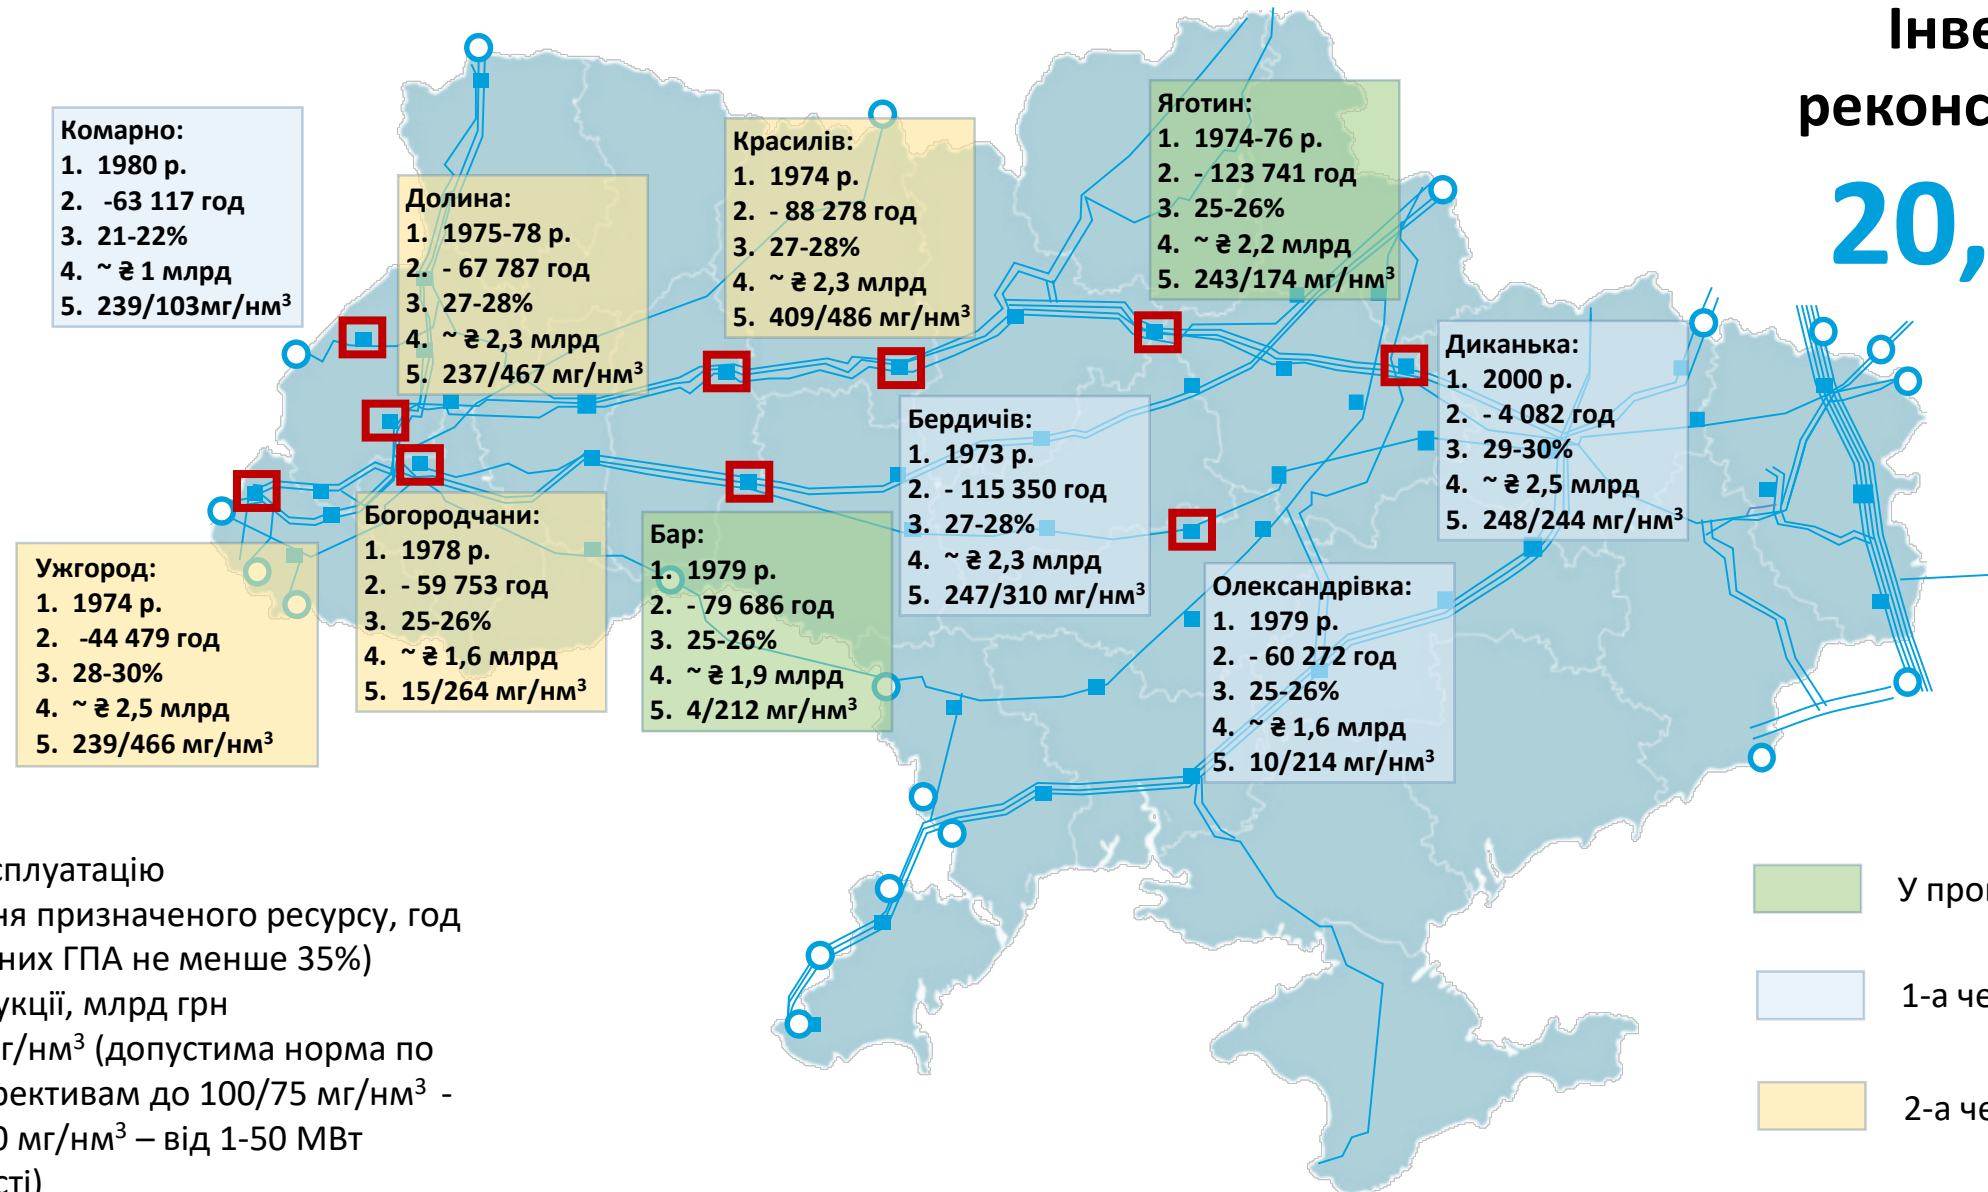 Інве
реконс
20,
Комарно:
1. 1980 р.
2. -63 117 год
3. 21-22%
4. ~ ₴ 1 млрд
5. 239/103мг/нм³
Долина:
1. 1975-78 р.
2. - 67 787 год
3. 27-28%
4. ~ ₴ 2,3 млрд
5. 237/467 мг/нм³
Красилів:
1. 1974 р.
2. - 88 278 год
3. 27-28%
4. ~ ₴ 2,3 млрд
5. 409/486 мг/нм³
Яготин:
1. 1974-76 р.
2. - 123 741 год
3. 25-26%
4. ~ ₴ 2,2 млрд
5. 243/174 мг/нм³
Диканька:
1. 2000 р.
2. - 4 082 год
3. 29-30%
4. ~ ₴ 2,5 млрд
5. 248/244 мг/нм³
Бердичів:
1. 1973 р.
2. - 115 350 год
3. 27-28%
4. ~ ₴ 2,3 млрд
5. 247/310 мг/нм³
Ужгород:
1. 1974 р.
2. -44 479 год
3. 28-30%
4. ~ ₴ 2,5 млрд
5. 239/466 мг/нм³
Богородчани:
1. 1978 р.
2. - 59 753 год
3. 25-26%
4. ~ ₴ 1,6 млрд
5. 15/264 мг/нм³
Бар:
1. 1979 р.
2. - 79 686 год
3. 25-26%
4. ~ ₴ 1,9 млрд
5. 4/212 мг/нм³
Олександрівка:
1. 1979 р.
2. - 60 272 год
3. 25-26%
4. ~ ₴ 1,6 млрд
5. 10/214 мг/нм³
сплуатацію
ня призначеного ресурсу, год
них ГПА не менше 35%)
укції, млрд грн
г/нм³ (допустима норма по
рективам до 100/75 мг/нм³ -
0 мг/нм³ – від 1-50 МВт
сті)
У про
1-а че
2-а че